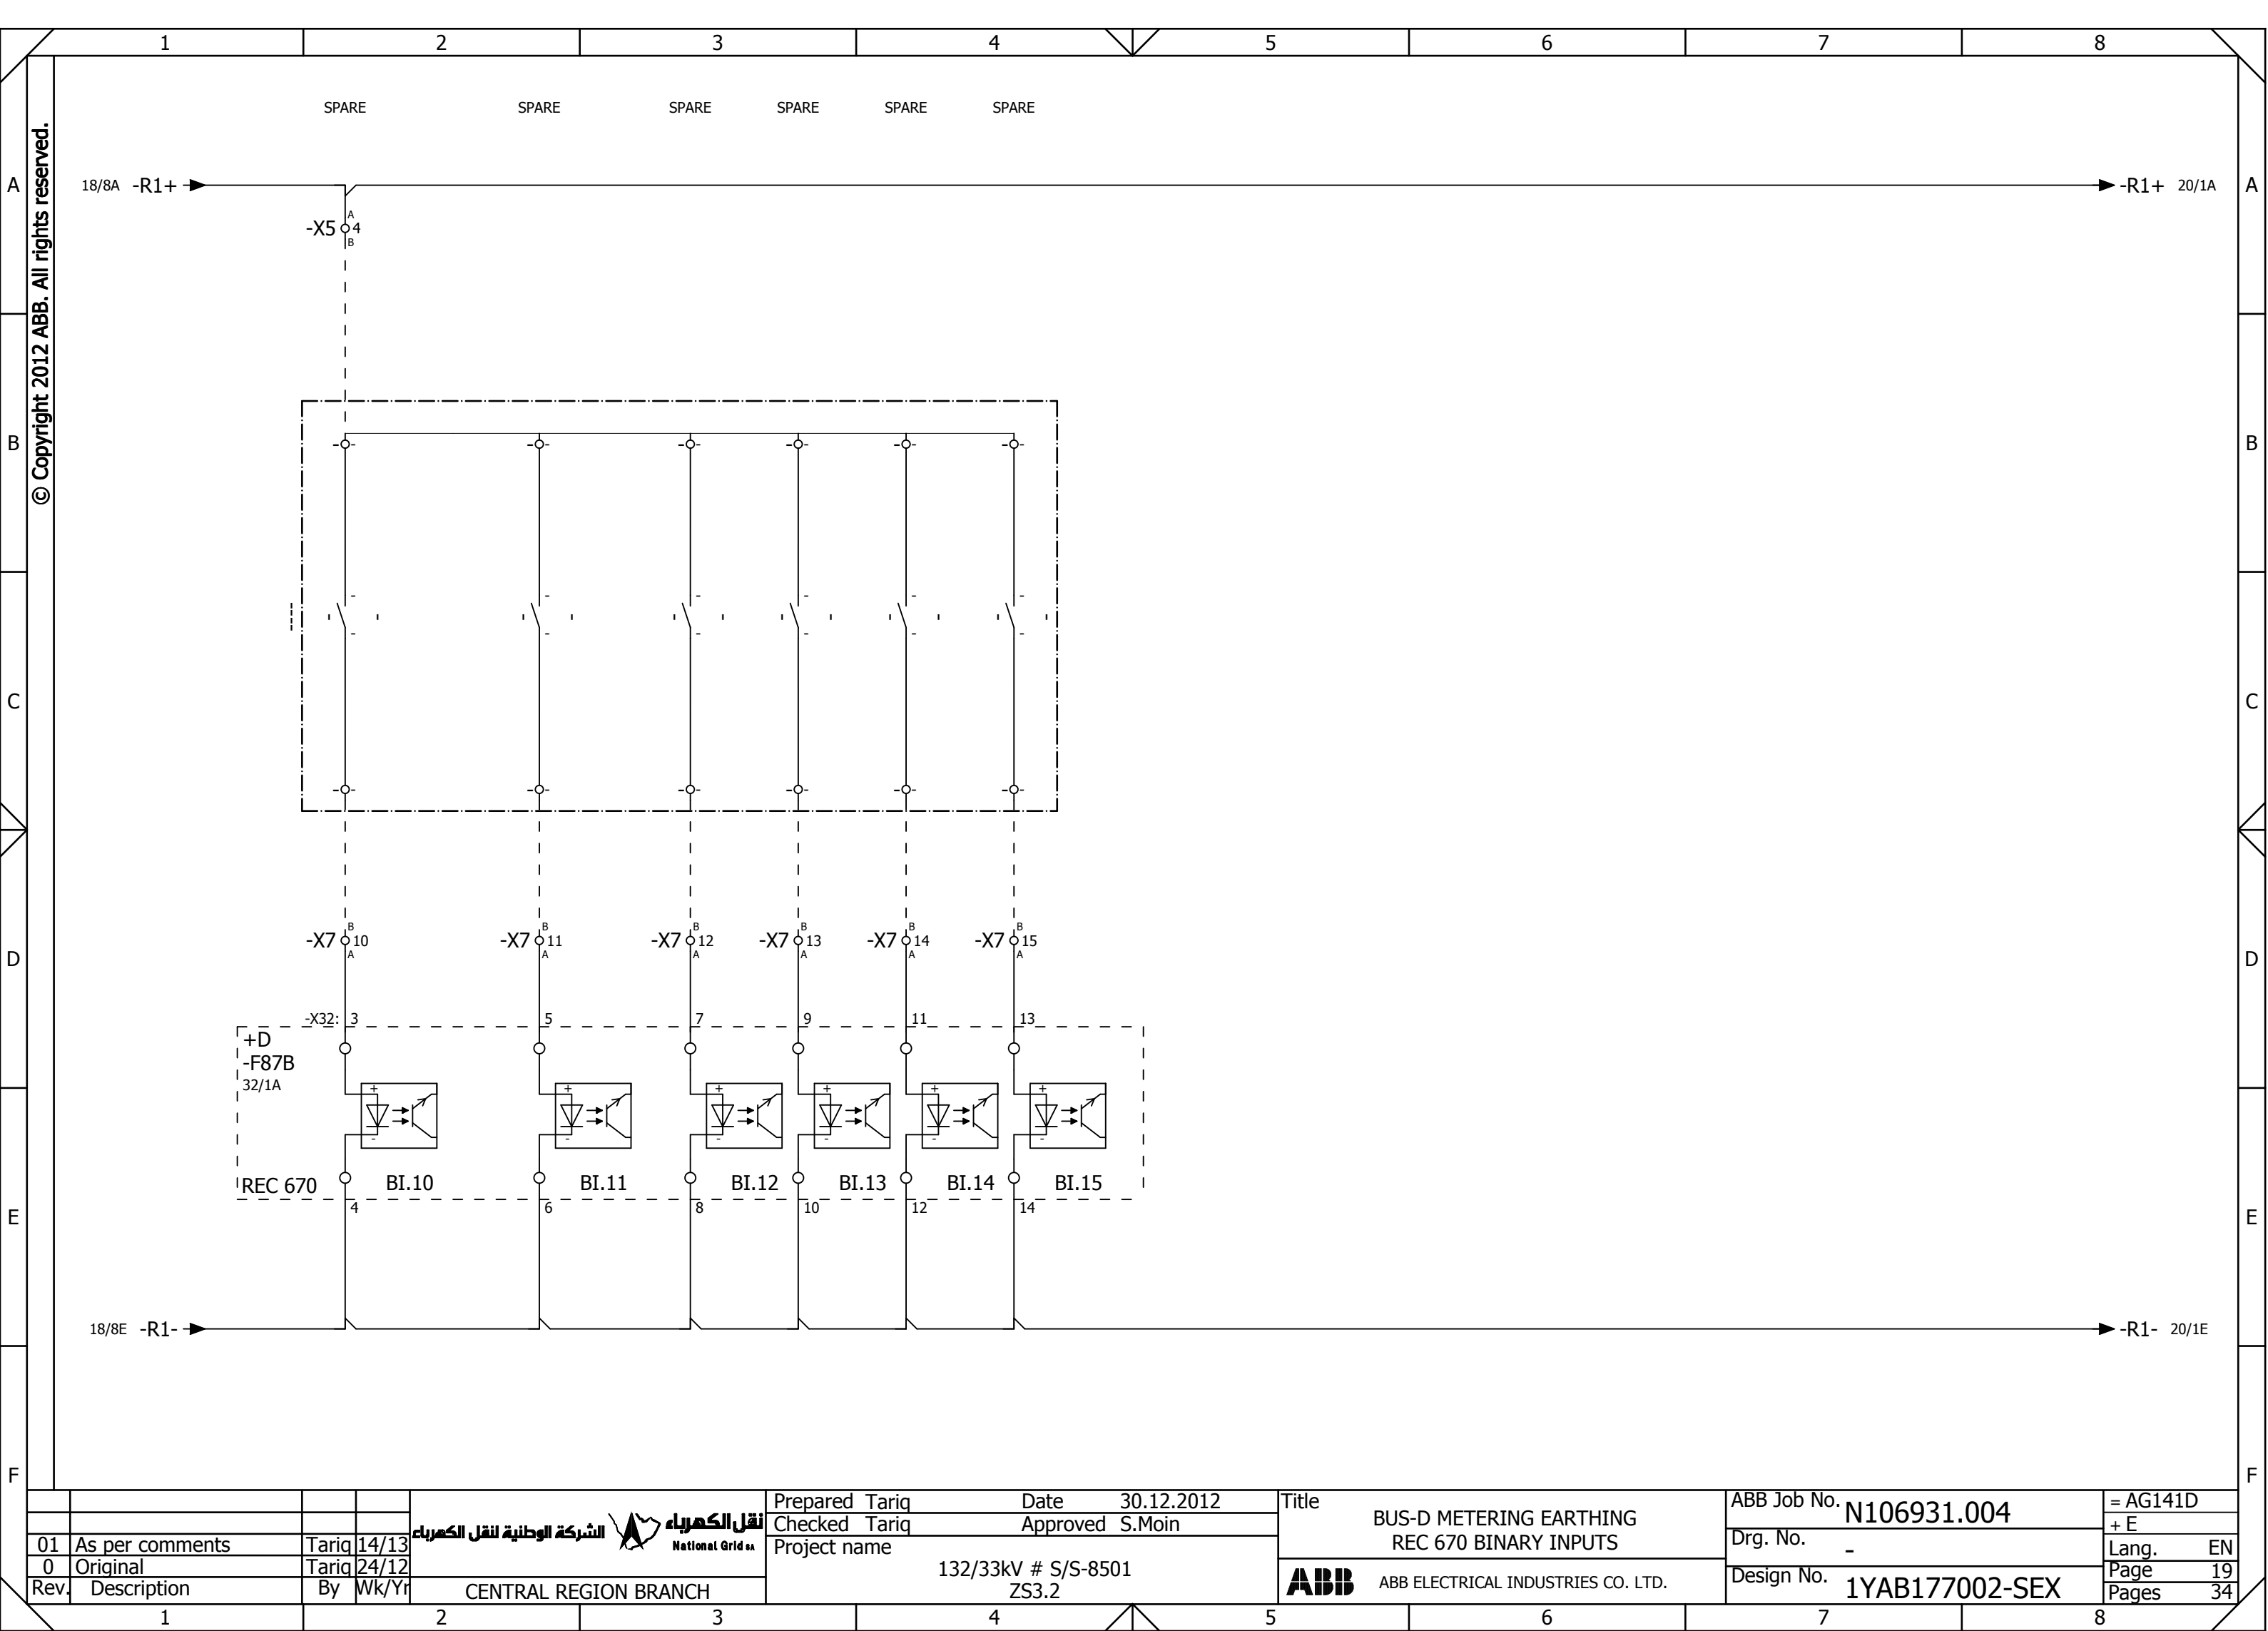 1 2 3 4 5 6 7 8
© Copyright 2012 ABB. All rights reserved.
SPARE SPARE SPARE SPARE SPARE SPARE
A 18/8A -R1+ -R1+ 20/1A A
A
-X5 4
B
B B
- - - - - - - - - - - -
- - - - - -
- - - - - -
C C
- - - - - - - - - - - -
B B B B B B
-X7 10 -X7 11 -X7 12 -X7 13 -X7 14 -X7 15
A A A A A A
D D
-X32: 3 5 7 9 11 13
+D
-F87B
32/1A
+ + + + + +
- - - - - -
REC 670 BI.10 BI.11 BI.12 BI.13 BI.14 BI.15
4 6 8 10 12 14
E E
18/8E -R1- -R1- 20/1E
F F
01 As per comments Tariq 14/13
0 Original Tariq 24/12
Rev. Description By Wk/Yr
الشركة الوطنية لنقل الكهرباء
نقل الكهرباء
National Grid SA
CENTRAL REGION BRANCH
Prepared Tariq Date 30.12.2012
Checked Tariq Approved S.Moin
Project name
132/33kV # S/S-8501
ZS3.2
Title
BUS-D METERING EARTHING
REC 670 BINARY INPUTS
ABB ABB ELECTRICAL INDUSTRIES CO. LTD.
ABB Job No. N106931.004
Drg. No. -
Design No. 1YAB177002-SEX
= AG141D
+ E
Lang. EN
Page 19
Pages 34
1 2 3 4 5 6 7 8